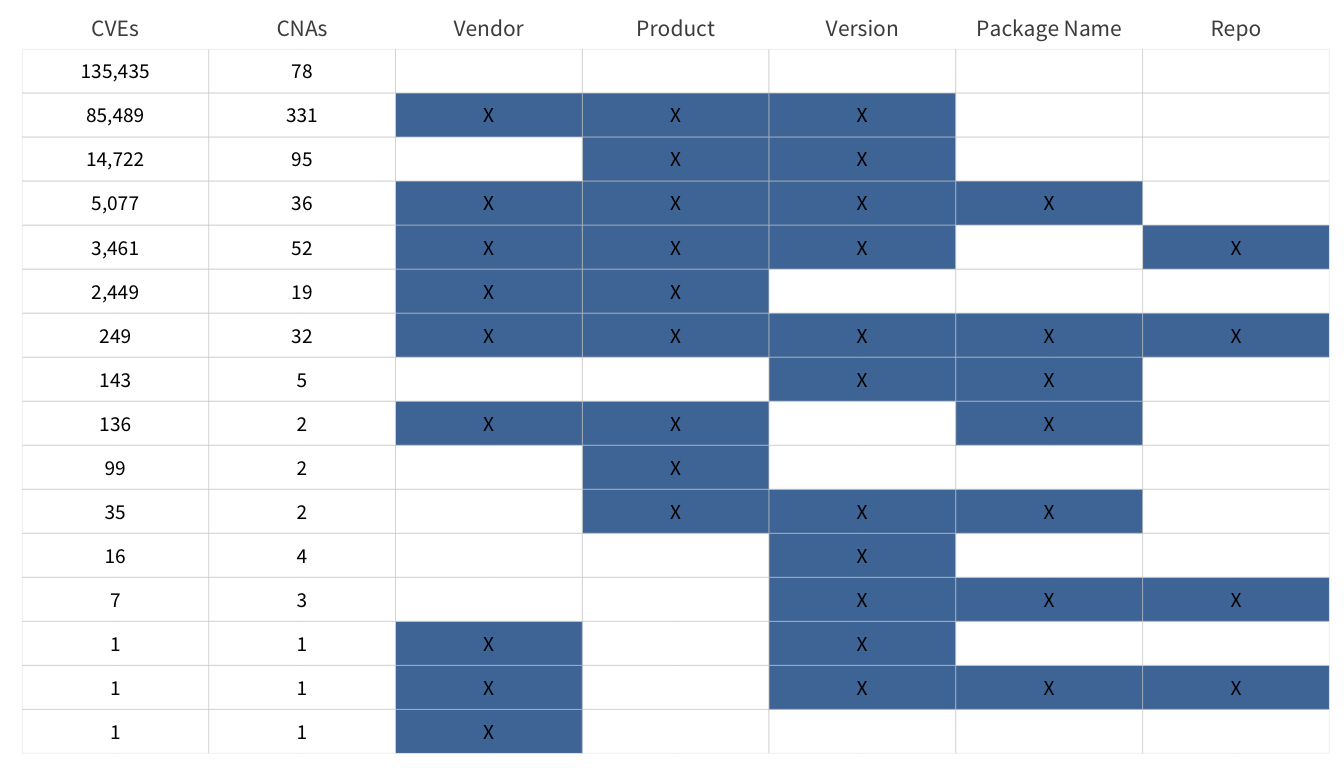 CVEs CNAs Vendor Product Version Package Name Repo
135,435 78
85,489 331 X X X
14,722 95 X X
5,077 36 X X X X
3,461 52 X X X X
2,449 19 X X
249 32 X X X X X
143 5 X X
136 2 X X X
99 2 X
35 2 X X X
16 4 X
7 3 X X X
1 1 X X
1 1 X X X X
1 1 X